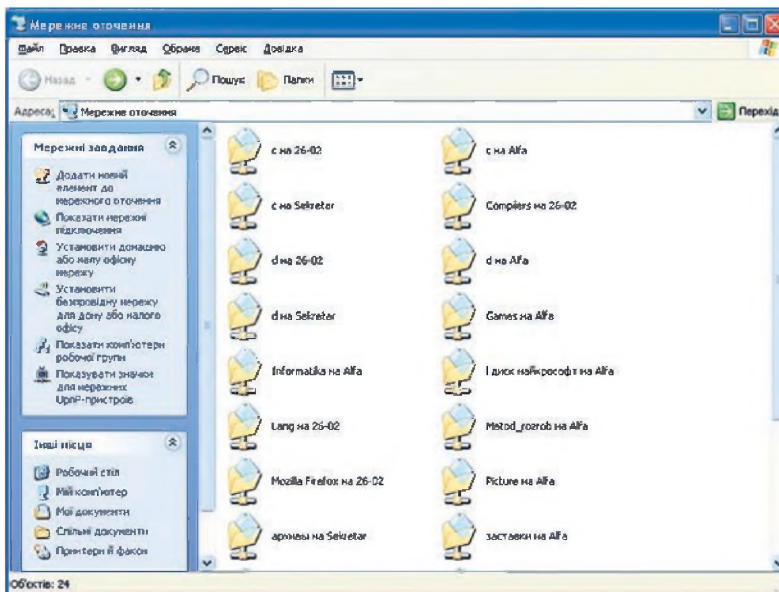 Мережне оточення
Файл Правка Вигляд Обране Сервіс Довідка
Назад Пошук Папки
Адреса: Мережне оточення Перехід
Мережні завдання
Додати новий
елемент до
мережного оточення
Показати мережні
підключення
Установити домашню
або малу офісну
мережу
Установити
безпровідну мережу
для дому або малого
офісу
Показати комп'ютери
робочої групи
Показувати значки
для мережних
UpnP-пристроїв
Інші місця
Робочий стіл
Мій комп'ютер
Мої документи
Спільні документи
Принтери й факси
c на 26-02
c на Alfa
c на Sekretar
Compilers на 26-02
d на 26-02
d на Alfa
d на Sekretar
Games на Alfa
Informatika на Alfa
I диск майкрософт на Alfa
Lang на 26-02
Metod_rozrob на Alfa
Mozilla Firefox на 26-02
Picture на Alfa
архивы на Sekretar
заставки на Alfa
Об'єктів: 24